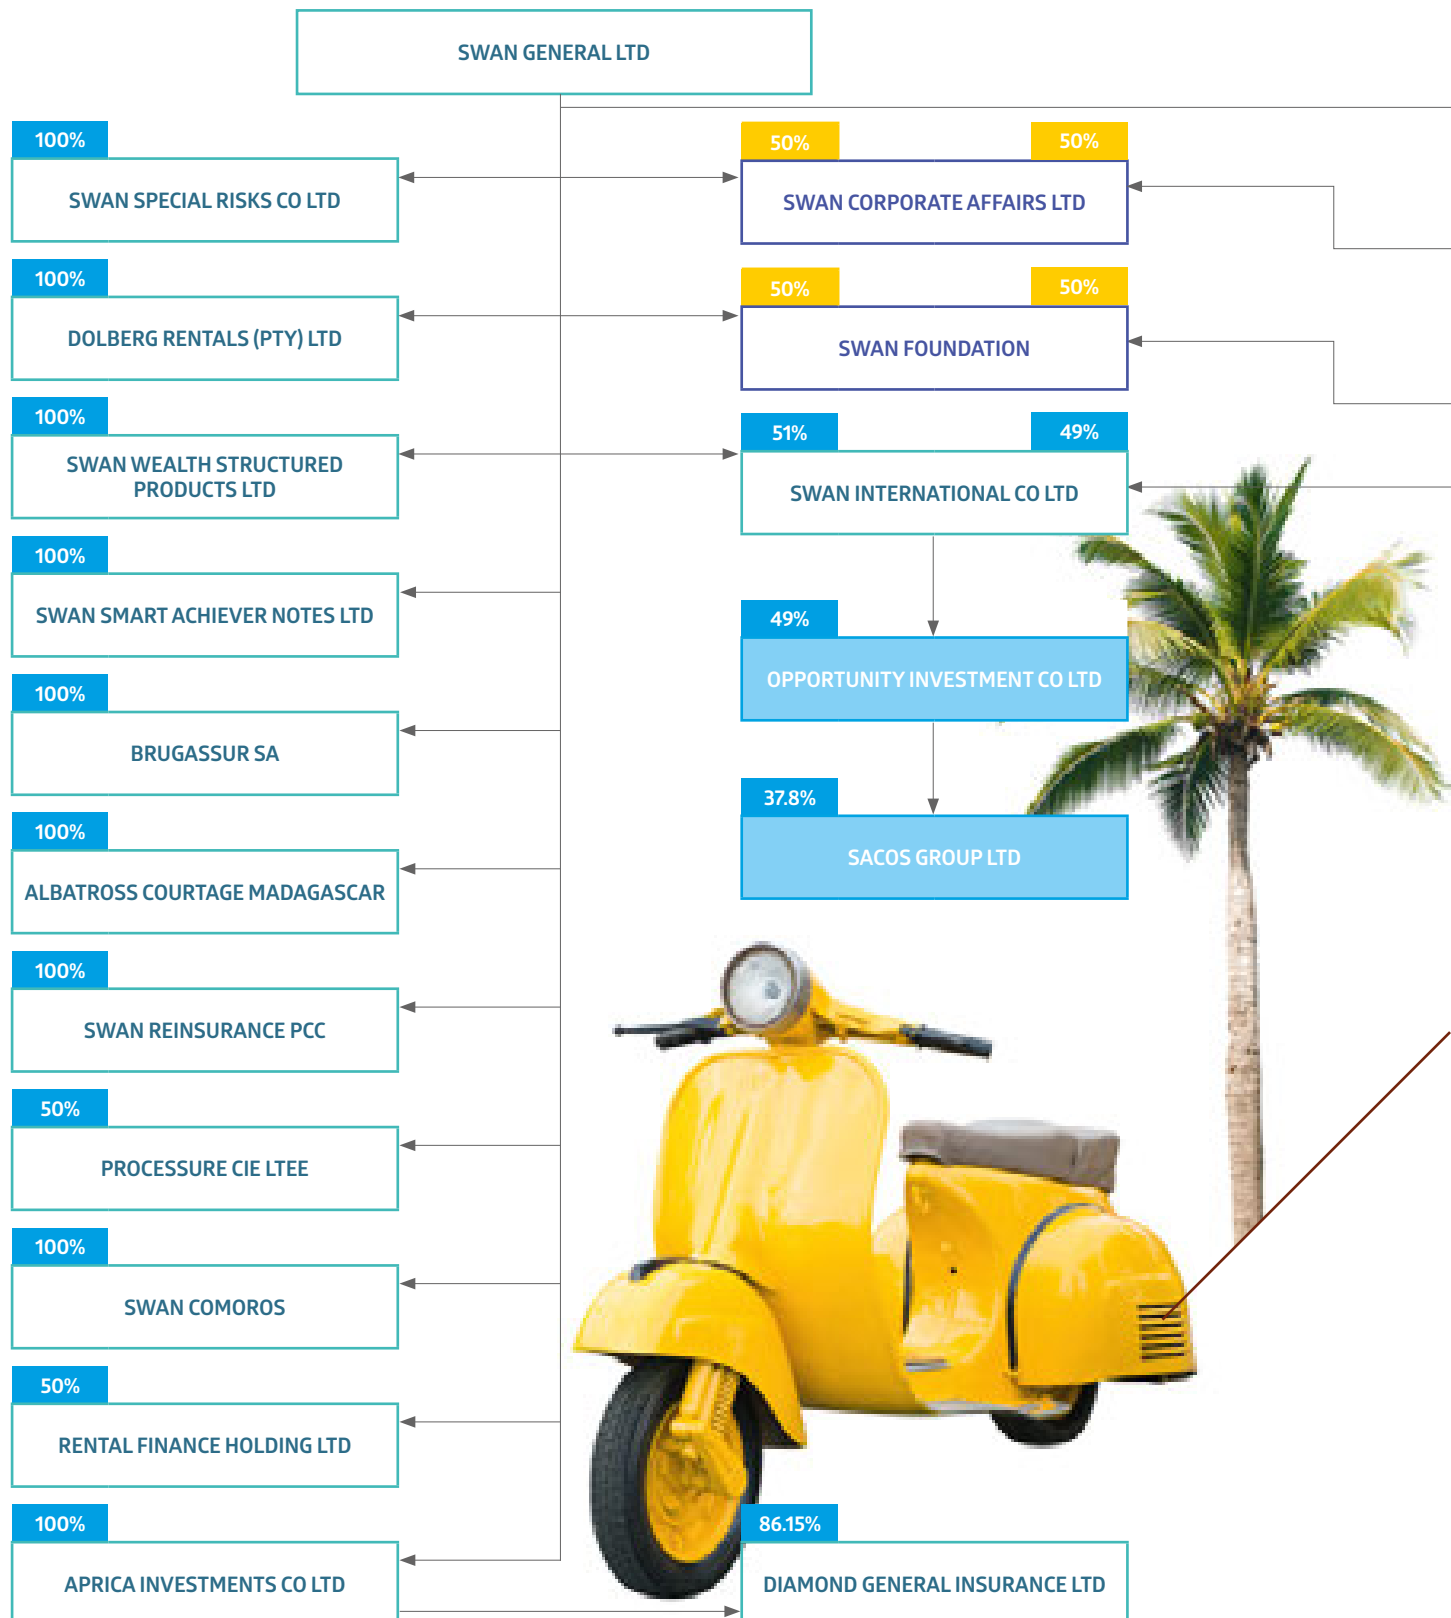 SWAN GENERAL LTD
100%
SWAN SPECIAL RISKS CO LTD
50%
50%
SWAN CORPORATE AFFAIRS LTD
100%
DOLBERG RENTALS (PTY) LTD
50%
50%
SWAN FOUNDATION
100%
SWAN WEALTH STRUCTURED
PRODUCTS LTD
51%
49%
SWAN INTERNATIONAL CO LTD
100%
SWAN SMART ACHIEVER NOTES LTD
49%
OPPORTUNITY INVESTMENT CO LTD
100%
BRUGASSUR SA
37.8%
SACOS GROUP LTD
100%
ALBATROSS COURTAGE MADAGASCAR
100%
SWAN REINSURANCE PCC
50%
PROCESSURE CIE LTEE
100%
SWAN COMOROS
50%
RENTAL FINANCE HOLDING LTD
100%
APRICA INVESTMENTS CO LTD
86.15%
DIAMOND GENERAL INSURANCE LTD